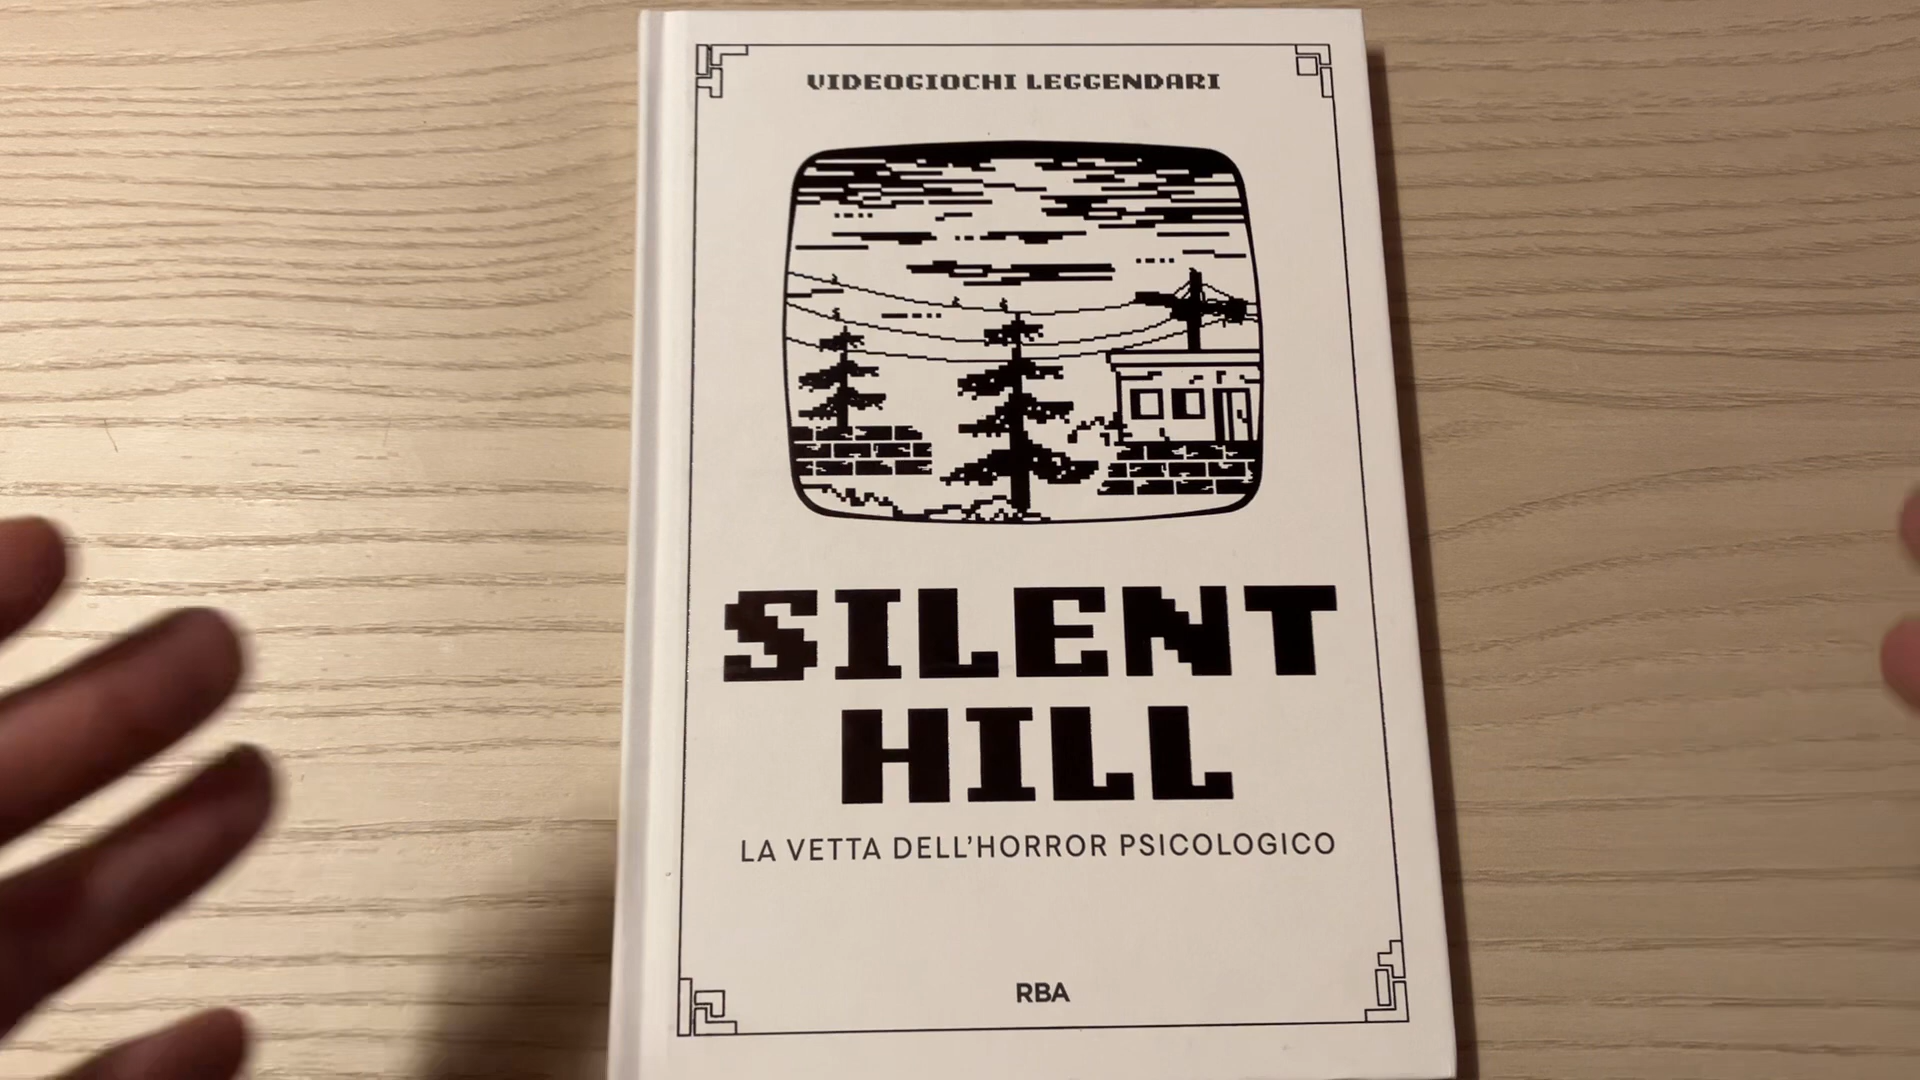 VIDEOGIOCHI LEGGENDARI
SILENT
HILL
LA VETTA DELL'HORROR PSICOLOGICO
RBA